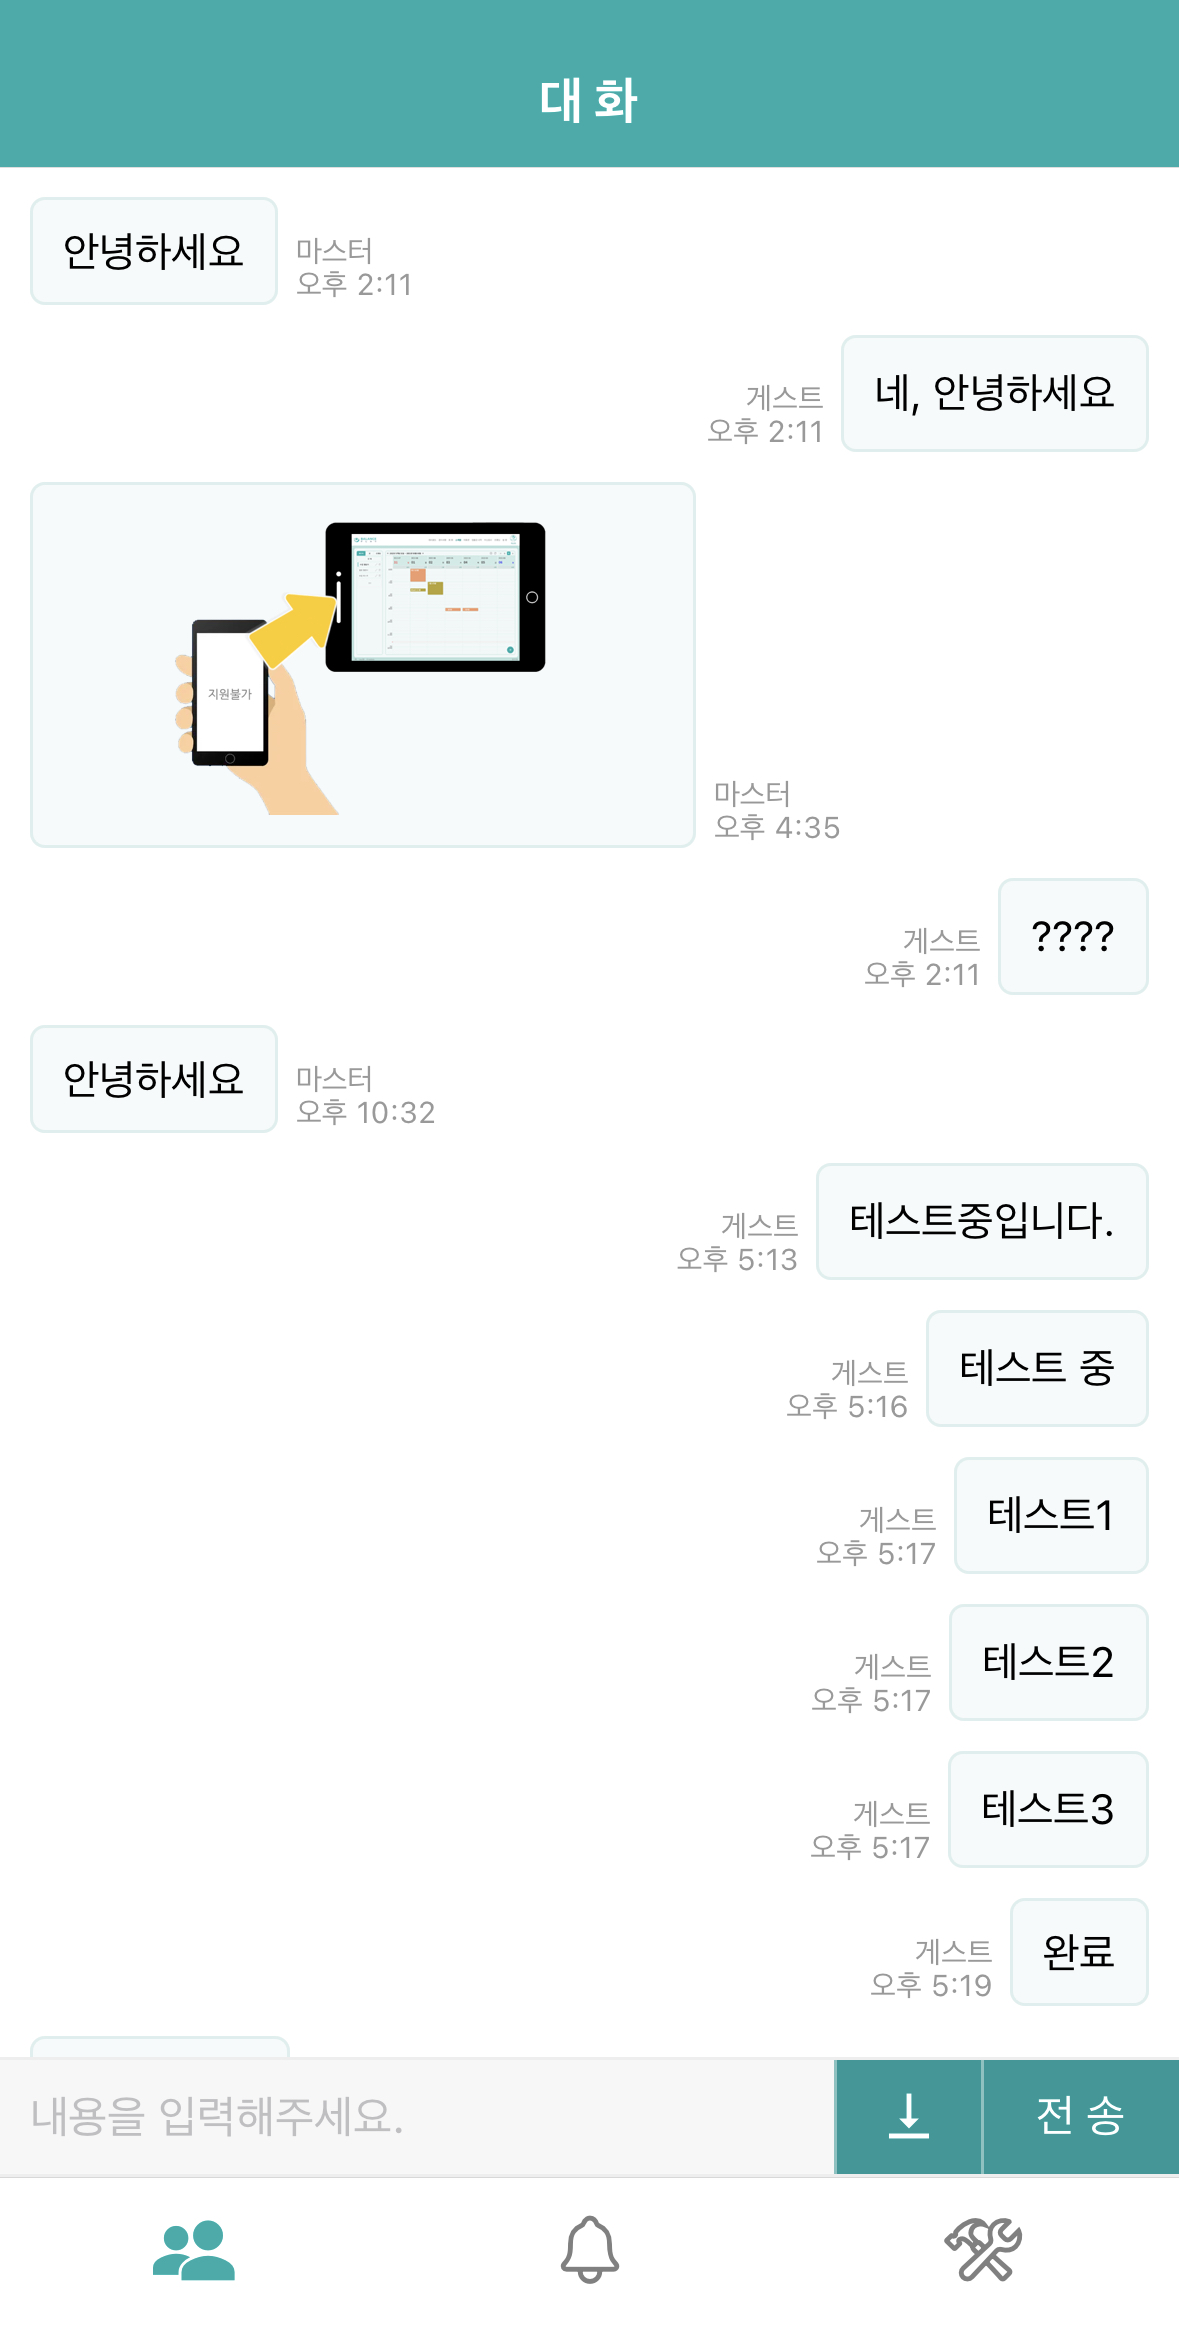 대 화
안녕하세요
마스터
오후 2:11
네, 안녕하세요
게스트
오후 2:11
지원불가
마스터
오후 4:35
????
게스트
오후 2:11
안녕하세요
마스터
오후 10:32
테스트중입니다.
게스트
오후 5:13
테스트 중
게스트
오후 5:16
테스트1
게스트
오후 5:17
테스트2
게스트
오후 5:17
테스트3
게스트
오후 5:17
완료
게스트
오후 5:19
내용을 입력해주세요.
전 송